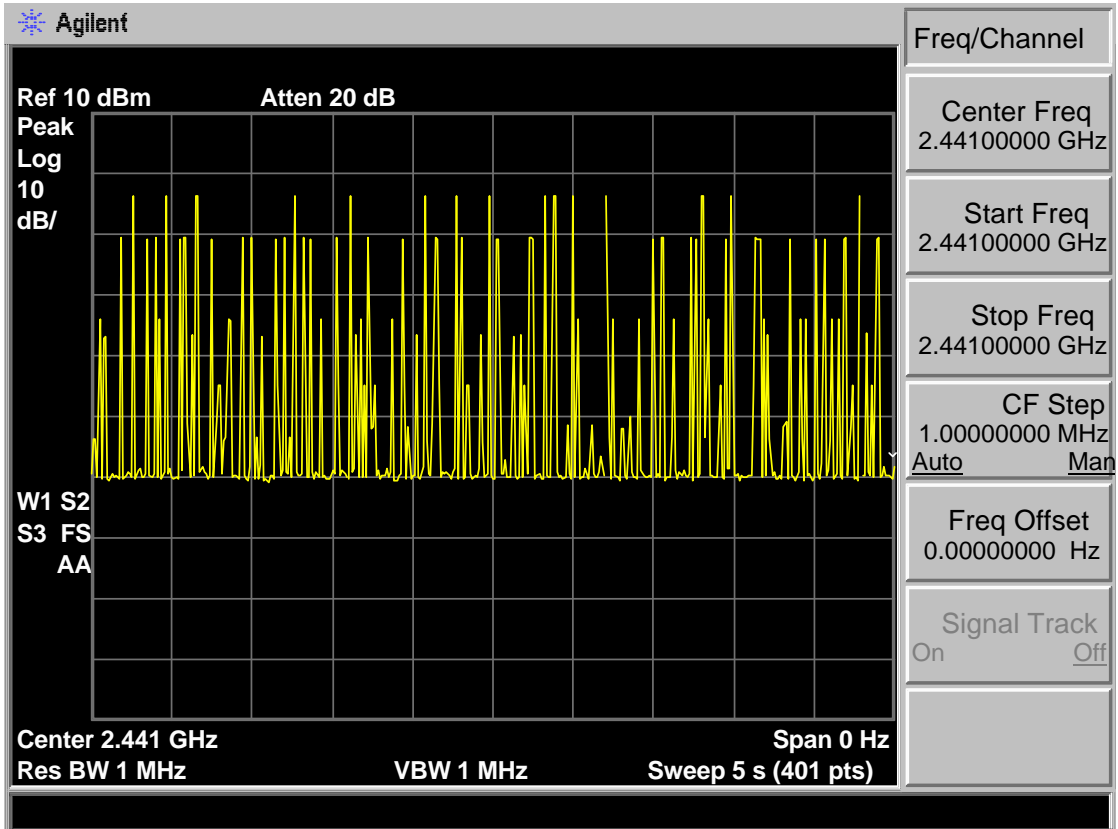 Agilent
Freq/Channel
Ref 10 dBm Atten 20 dB
Peak
Log
10
dB/
W1 S2
S3 FS
AA
Center 2.441 GHz Span 0 Hz
Res BW 1 MHz VBW 1 MHz Sweep 5 s (401 pts)
Center Freq
2.44100000 GHz
Start Freq
2.44100000 GHz
Stop Freq
2.44100000 GHz
CF Step
1.00000000 MHz
Auto Man
Freq Offset
0.00000000 Hz
Signal Track
On Off